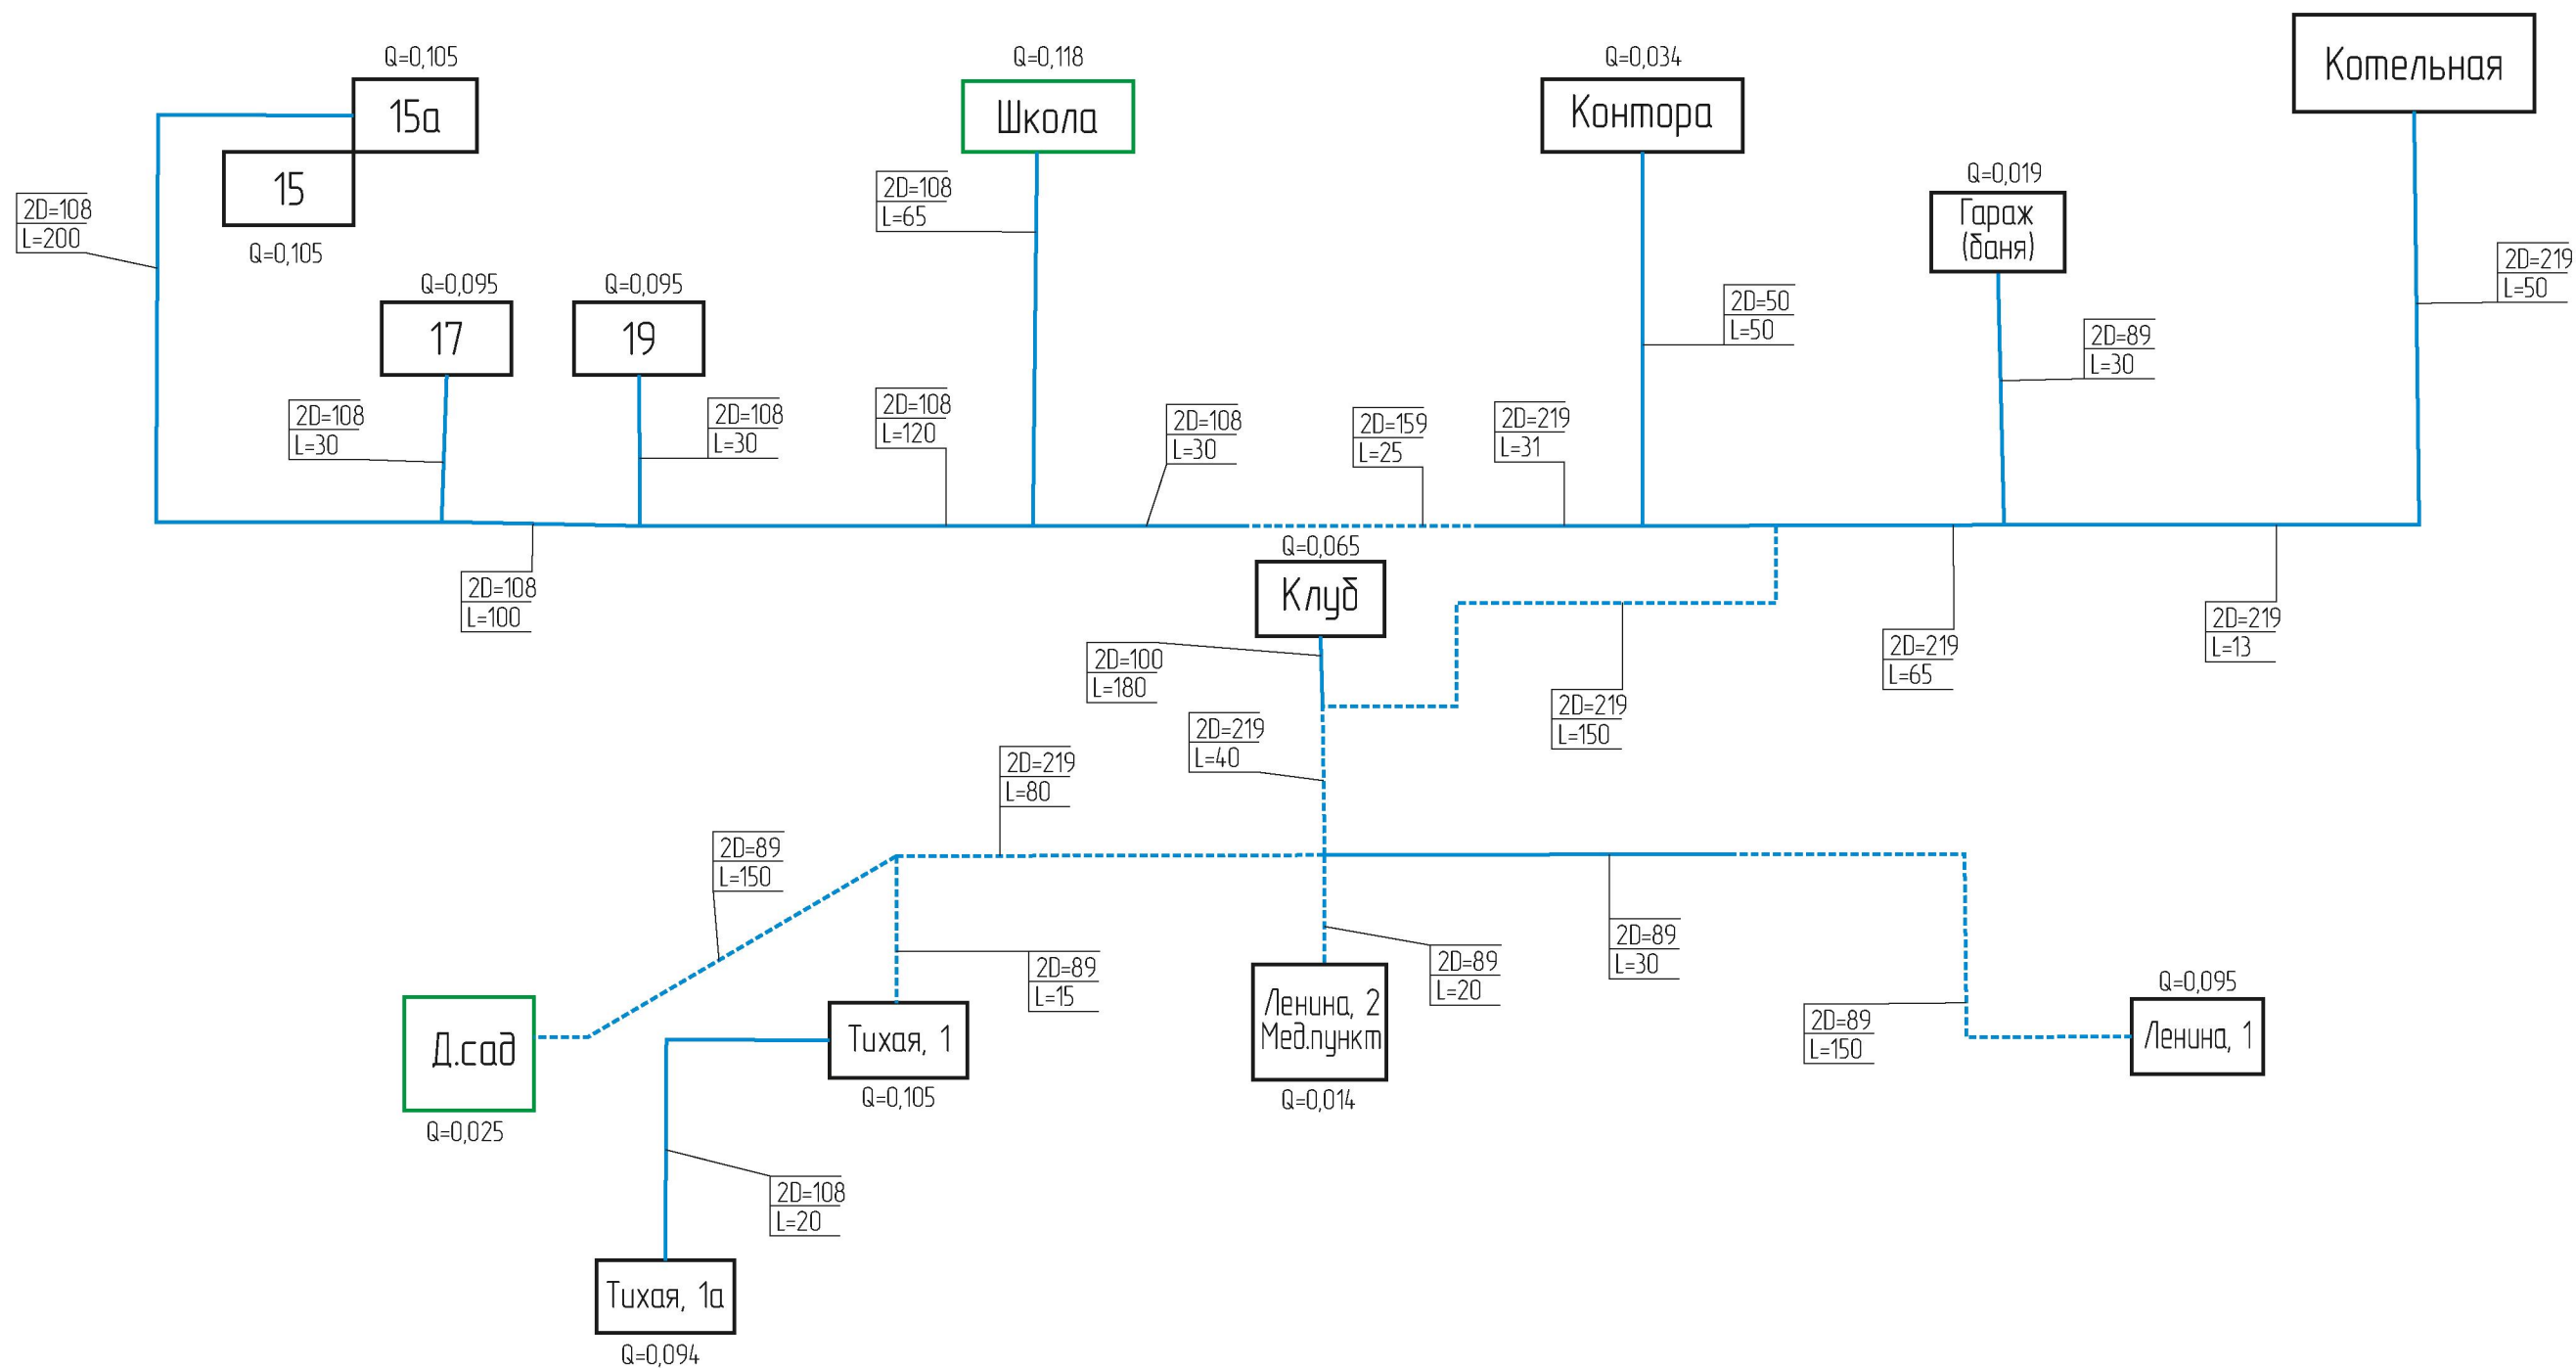 Q=0,105
15а
15
Q=0,105
2D=108
L=200
Q=0,095
17
2D=108
L=30
Q=0,095
19
2D=108
L=30
2D=108
L=100
Q=0,118
Школа
2D=108
L=65
2D=108
L=120
2D=108
L=30
2D=159
L=25
2D=219
L=31
Q=0,034
Контора
2D=50
L=50
Q=0,019
Гараж
(баня)
2D=89
L=30
Котельная
2D=219
L=50
2D=219
L=13
2D=219
L=65
2D=219
L=150
Q=0,065
Клуб
2D=100
L=180
2D=219
L=40
2D=219
L=80
2D=89
L=150
2D=89
L=15
2D=89
L=20
2D=89
L=30
2D=89
L=150
Д.сад
Q=0,025
Тихая, 1
Q=0,105
Ленина, 2
Мед.пункт
Q=0,014
Q=0,095
Ленина, 1
2D=108
L=20
Тихая, 1а
Q=0,094